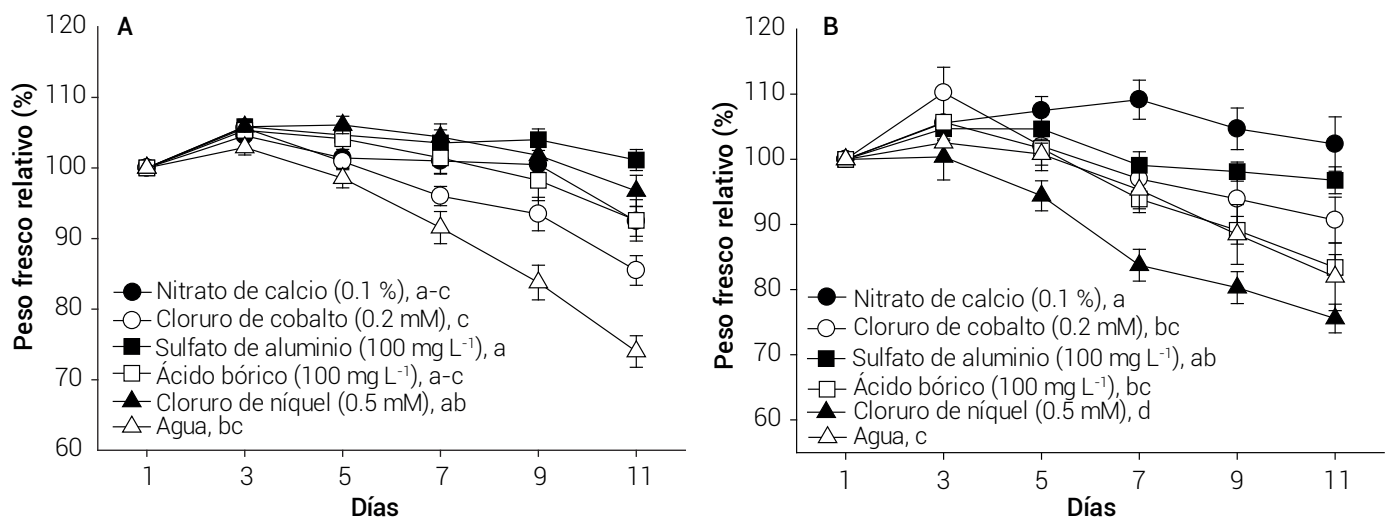 A
Peso fresco relativo (%)
120
110
100
90
80
70
60
Nitrato de calcio (0.1 %), a-c
Cloruro de cobalto (0.2 mM), c
Sulfato de aluminio (100 mg L⁻¹), a
Ácido bórico (100 mg L⁻¹), a-c
Cloruro de níquel (0.5 mM), ab
Agua, bc
1 3 5 7 9 11
Días
B
Peso fresco relativo (%)
120
110
100
90
80
70
60
Nitrato de calcio (0.1 %), a
Cloruro de cobalto (0.2 mM), bc
Sulfato de aluminio (100 mg L⁻¹), ab
Ácido bórico (100 mg L⁻¹), bc
Cloruro de níquel (0.5 mM), d
Agua, c
1 3 5 7 9 11
Días